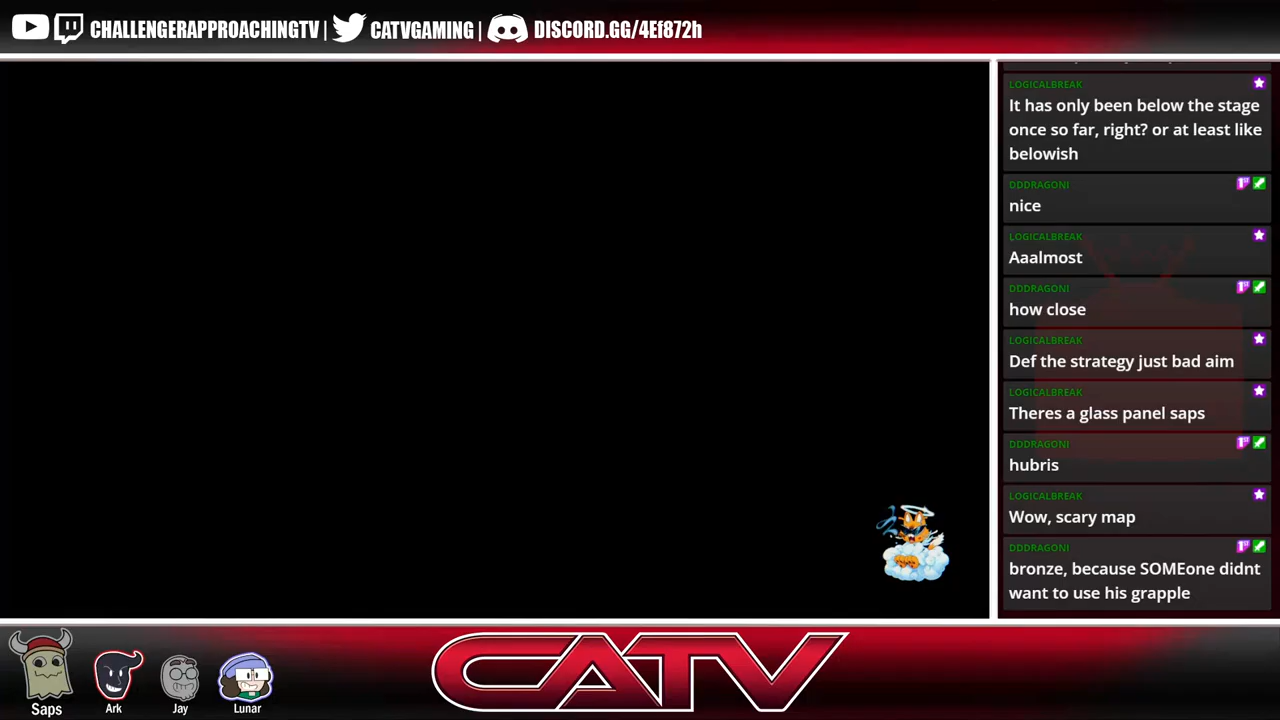 CHALLENGERAPPROACHINGTV | CATVGAMING | DISCORD.GG/4Ef872h
LOGICALBREAK
It has only been below the stage
once so far, right? or at least like
belowish
DDDRAGONI
nice
LOGICALBREAK
Aaalmost
DDDRAGONI
how close
LOGICALBREAK
Def the strategy just bad aim
LOGICALBREAK
Theres a glass panel saps
DDDRAGONI
hubris
LOGICALBREAK
Wow, scary map
DDDRAGONI
bronze, because SOMEone didnt
want to use his grapple
CATV
Saps Ark Jay Lunar